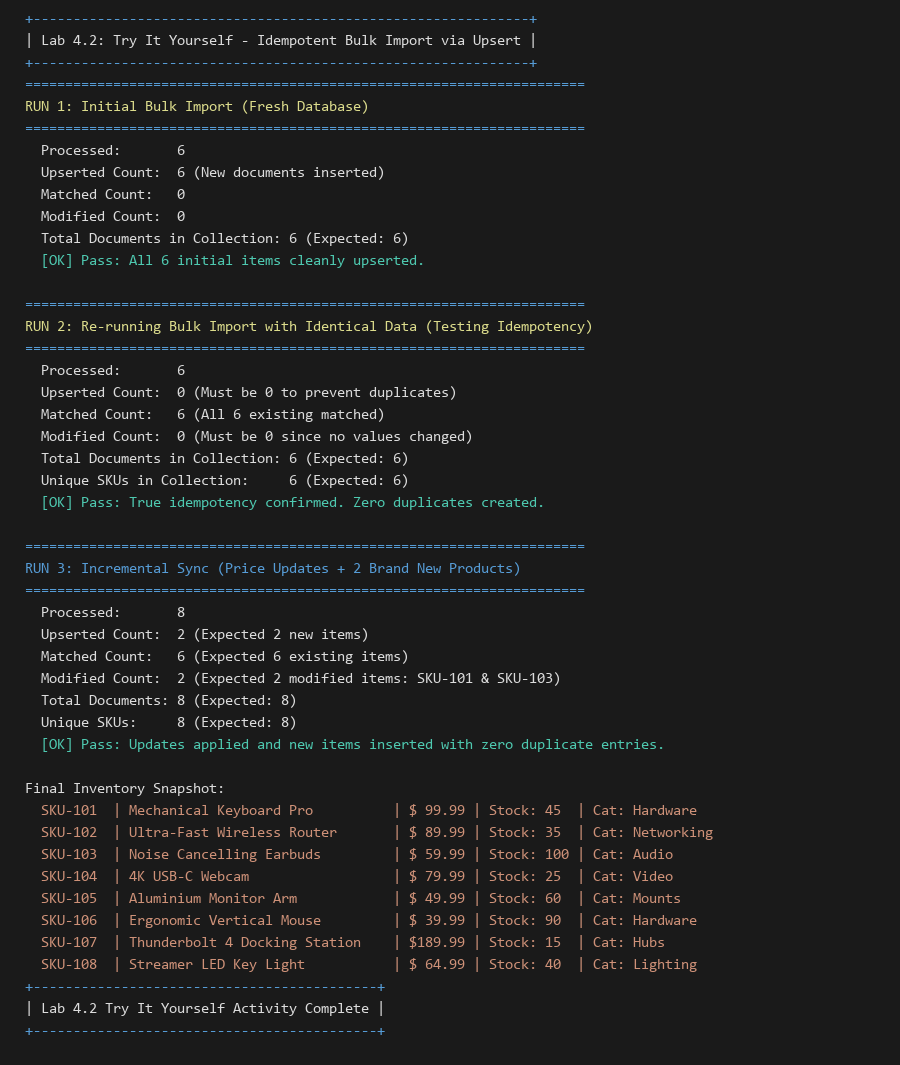 +--------------------------------------------------------------+
| Lab 4.2: Try It Yourself - Idempotent Bulk Import via Upsert |
+--------------------------------------------------------------+
======================================================================
RUN 1: Initial Bulk Import (Fresh Database)
======================================================================
  Processed:       6
  Upserted Count:  6 (New documents inserted)
  Matched Count:   0
  Modified Count:  0
  Total Documents in Collection: 6 (Expected: 6)
  [OK] Pass: All 6 initial items cleanly upserted.

======================================================================
RUN 2: Re-running Bulk Import with Identical Data (Testing Idempotency)
======================================================================
  Processed:       6
  Upserted Count:  0 (Must be 0 to prevent duplicates)
  Matched Count:   6 (All 6 existing matched)
  Modified Count:  0 (Must be 0 since no values changed)
  Total Documents in Collection: 6 (Expected: 6)
  Unique SKUs in Collection:     6 (Expected: 6)
  [OK] Pass: True idempotency confirmed. Zero duplicates created.

======================================================================
RUN 3: Incremental Sync (Price Updates + 2 Brand New Products)
======================================================================
  Processed:       8
  Upserted Count:  2 (Expected 2 new items)
  Matched Count:   6 (Expected 6 existing items)
  Modified Count:  2 (Expected 2 modified items: SKU-101 & SKU-103)
  Total Documents: 8 (Expected: 8)
  Unique SKUs:     8 (Expected: 8)
  [OK] Pass: Updates applied and new items inserted with zero duplicate entries.

Final Inventory Snapshot:
  SKU-101  | Mechanical Keyboard Pro          | $ 99.99 | Stock: 45  | Cat: Hardware
  SKU-102  | Ultra-Fast Wireless Router       | $ 89.99 | Stock: 35  | Cat: Networking
  SKU-103  | Noise Cancelling Earbuds         | $ 59.99 | Stock: 100 | Cat: Audio
  SKU-104  | 4K USB-C Webcam                  | $ 79.99 | Stock: 25  | Cat: Video
  SKU-105  | Aluminium Monitor Arm            | $ 49.99 | Stock: 60  | Cat: Mounts
  SKU-106  | Ergonomic Vertical Mouse         | $ 39.99 | Stock: 90  | Cat: Hardware
  SKU-107  | Thunderbolt 4 Docking Station    | $189.99 | Stock: 15  | Cat: Hubs
  SKU-108  | Streamer LED Key Light           | $ 64.99 | Stock: 40  | Cat: Lighting
+-------------------------------------------+
| Lab 4.2 Try It Yourself Activity Complete |
+-------------------------------------------+